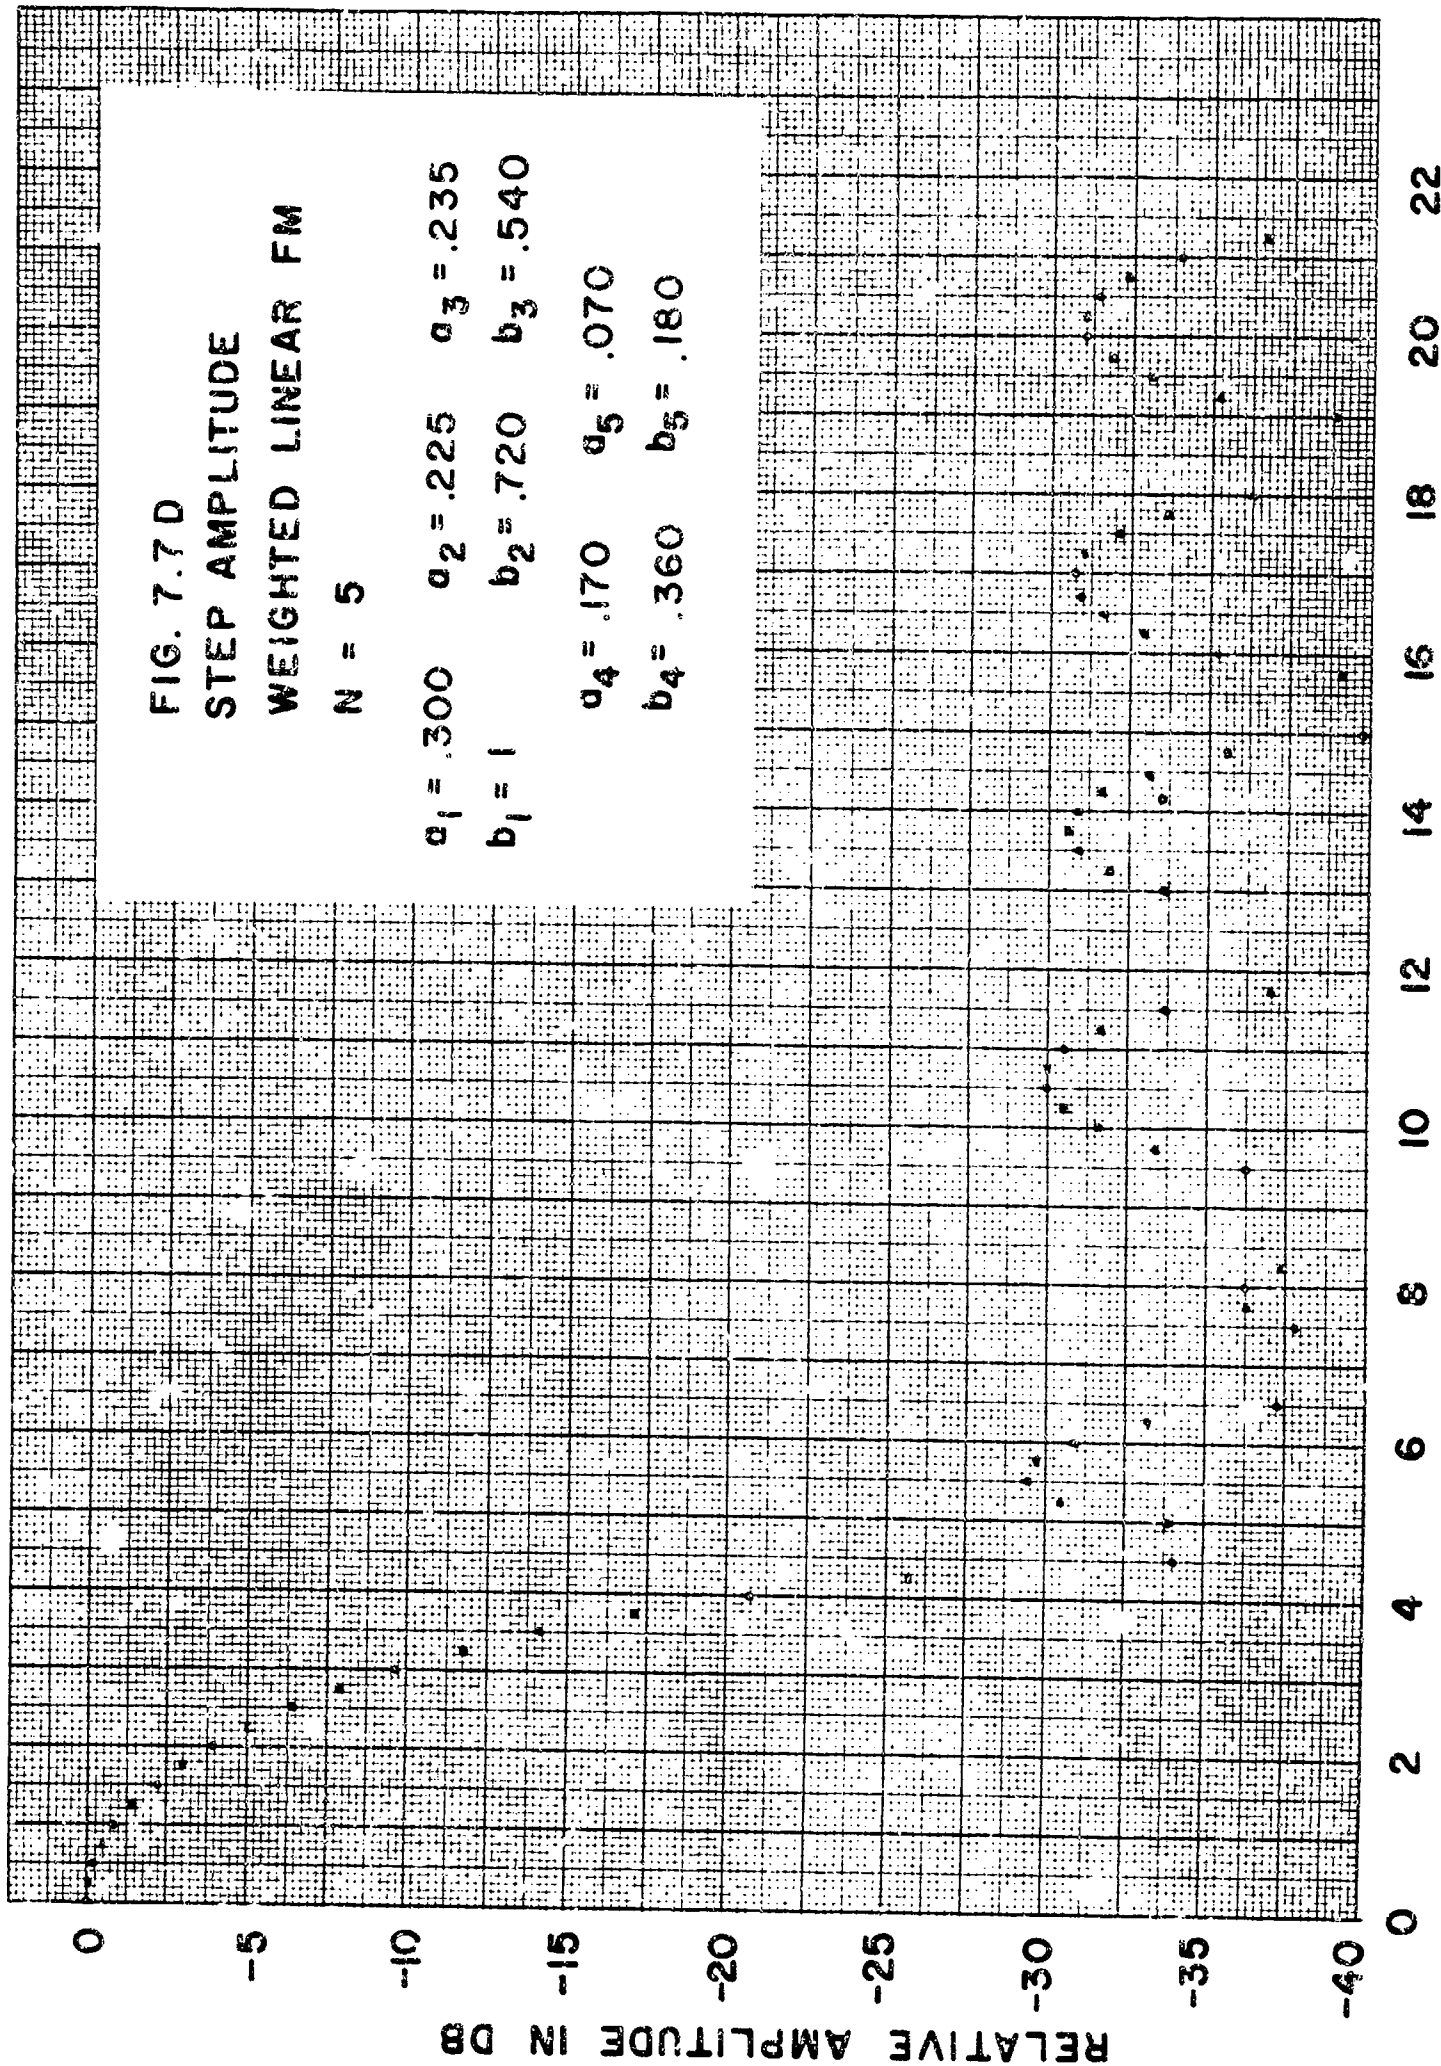 FIG. 7.7 D
STEP AMPLITUDE
WEIGHTED LINEAR FM
N = 5
a1 = .300 a2 = .225 a3 = .235
b1 = 1 b2 = .720 b3 = .540
a4 = .170 a5 = .070
b4 = .360 b5 = .180
RELATIVE AMPLITUDE IN DB
0
-5
-10
-15
-20
-25
-30
-35
-40
0 2 4 6 8 10 12 14 16 18 20 22